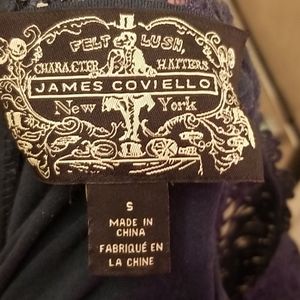 FELT LUSH,
CHARACTER HATTERS
JAMES COVIELLO
New York
S
MADE IN
CHINA
FABRIQUÉ EN
LA CHINE